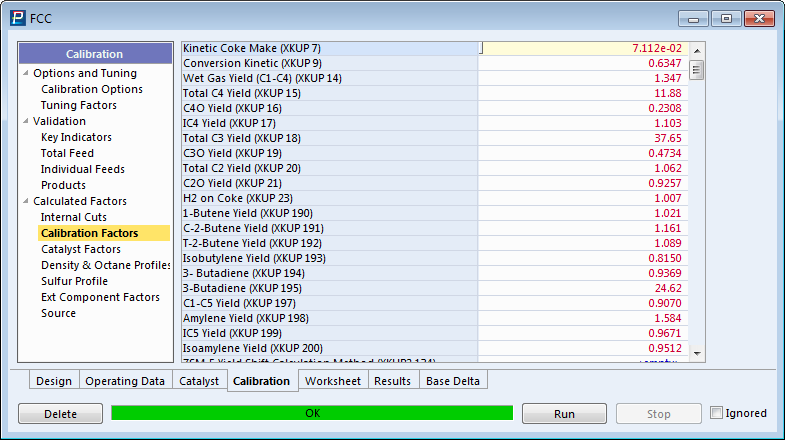 FCC
Calibration
Options and Tuning
Calibration Options
Tuning Factors
Validation
Key Indicators
Total Feed
Individual Feeds
Products
Calculated Factors
Internal Cuts
Calibration Factors
Catalyst Factors
Density & Octane Profiles
Sulfur Profile
Ext Component Factors
Source
Kinetic Coke Make (XKUP 7) 7.112e-02
Conversion Kinetic (XKUP 9) 0.6347
Wet Gas Yield (C1-C4) (XKUP 14) 1.347
Total C4 Yield (XKUP 15) 11.88
C4O Yield (XKUP 16) 0.2308
IC4 Yield (XKUP 17) 1.103
Total C3 Yield (XKUP 18) 37.65
C3O Yield (XKUP 19) 0.4734
Total C2 Yield (XKUP 20) 1.062
C2O Yield (XKUP 21) 0.9257
H2 on Coke (XKUP 23) 1.007
1-Butene Yield (XKUP 190) 1.021
C-2-Butene Yield (XKUP 191) 1.161
T-2-Butene Yield (XKUP 192) 1.089
Isobutylene Yield (XKUP 193) 0.8150
3- Butadiene (XKUP 194) 0.9369
3-Butadiene (XKUP 195) 24.62
C1-C5 Yield (XKUP 197) 0.9070
Amylene Yield (XKUP 198) 1.584
IC5 Yield (XKUP 199) 0.9671
Isoamylene Yield (XKUP 200) 0.9512
ZSM-5 Yield Shift Calculation Method (XKUP2 134)
Design Operating Data Catalyst Calibration Worksheet Results Base Delta
Delete OK Run Stop Ignored